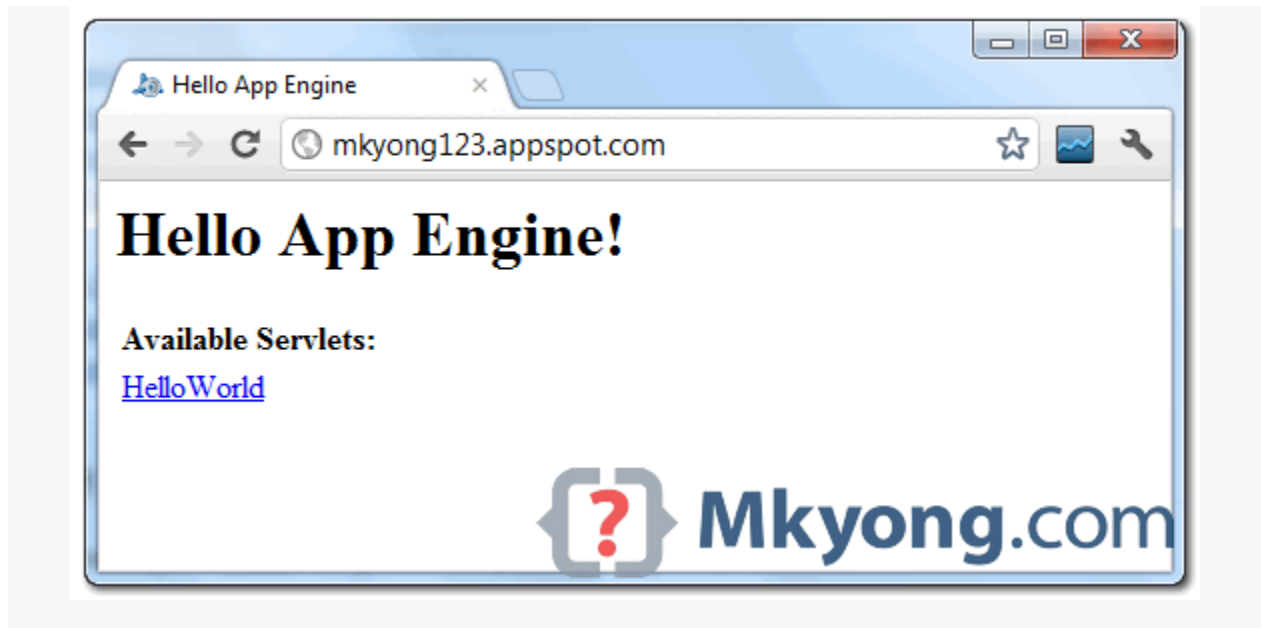 Hello App Engine
mkyong123.appspot.com
Hello App Engine!
Available Servlets:
HelloWorld
{?} Mkyong.com